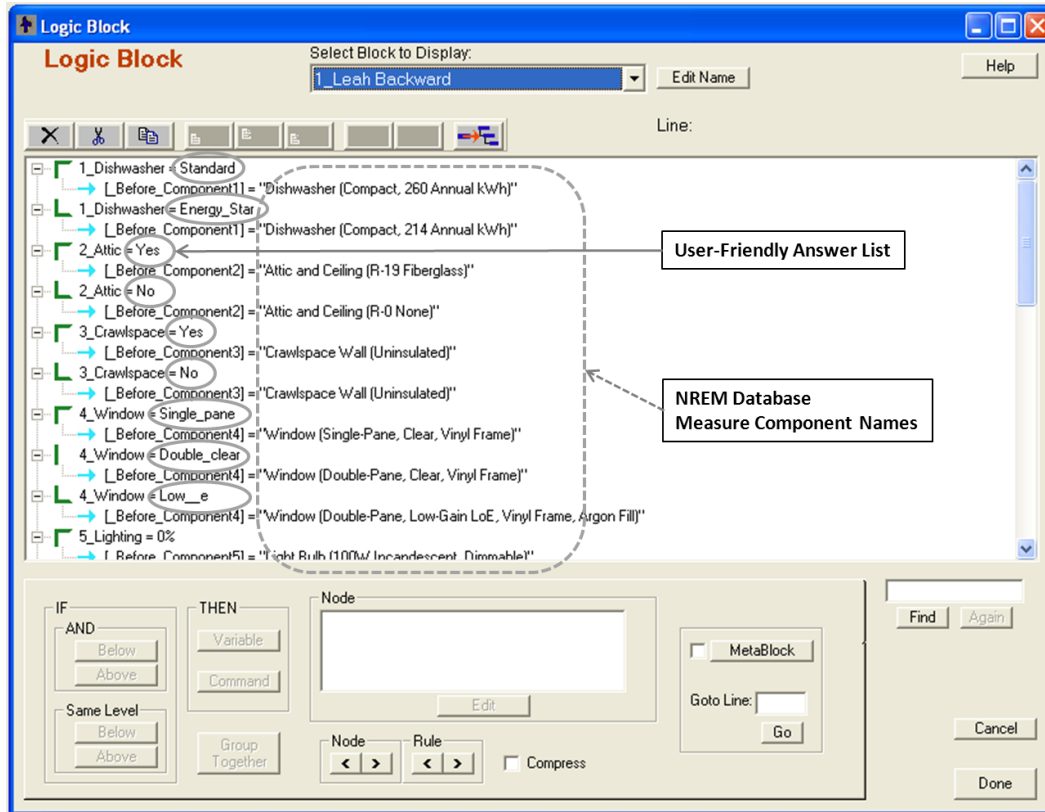 Logic Block
Logic Block
Select Block to Display:
1_Leah Backward
Edit Name
Help
Line:
1_Dishwasher = Standard
[_Before_Component1] = "Dishwasher (Compact, 260 Annual kWh)"
1_Dishwasher = Energy_Star
[_Before_Component1] = "Dishwasher (Compact, 214 Annual kWh)"
2_Attic = Yes
[_Before_Component2] = "Attic and Ceiling (R-19 Fiberglass)"
2_Attic = No
[_Before_Component2] = "Attic and Ceiling (R-0 None)"
3_Crawlspace = Yes
[_Before_Component3] = "Crawlspace Wall (Uninsulated)"
3_Crawlspace = No
[_Before_Component3] = "Crawlspace Wall (Uninsulated)"
4_Window = Single_pane
[_Before_Component4] = "Window (Single-Pane, Clear, Vinyl Frame)"
4_Window = Double_clear
[_Before_Component4] = "Window (Double-Pane, Clear, Vinyl Frame)"
4_Window = Low__e
[_Before_Component4] = "Window (Double-Pane, Low-Gain LoE, Vinyl Frame, Argon Fill)"
5_Lighting = 0%
[_Before_Component5] = "Light Bulb (100W Incandescent, Dimmable)"
User-Friendly Answer List
NREM Database
Measure Component Names
IF
AND
Below
Above
Same Level
Below
Above
THEN
Variable
Command
Group
Together
Node
Edit
Node
< >
Rule
< >
Compress
MetaBlock
Goto Line:
Go
Find
Again
Cancel
Done